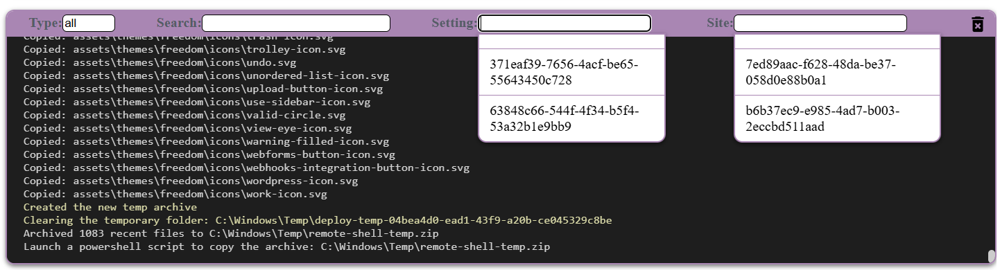 Type: all Search: Setting: Site:
Copied: assets\themes\freedom\icons\trash-icon.svg
Copied: assets\themes\freedom\icons\trolley-icon.svg
Copied: assets\themes\freedom\icons\undo.svg
Copied: assets\themes\freedom\icons\unordered-list-icon.svg
Copied: assets\themes\freedom\icons\upload-button-icon.svg
Copied: assets\themes\freedom\icons\use-sidebar-icon.svg
Copied: assets\themes\freedom\icons\valid-circle.svg
Copied: assets\themes\freedom\icons\view-eye-icon.svg
Copied: assets\themes\freedom\icons\warning-filled-icon.svg
Copied: assets\themes\freedom\icons\webforms-button-icon.svg
Copied: assets\themes\freedom\icons\webhooks-integration-button-icon.svg
Copied: assets\themes\freedom\icons\wordpress-icon.svg
Copied: assets\themes\freedom\icons\work-icon.svg
Created the new temp archive
Clearing the temporary folder: C:\Windows\Temp\deploy-temp-04bea4d0-ead1-43f9-a20b-ce045329c8be
Archived 1083 recent files to C:\Windows\Temp\remote-shell-temp.zip
Launch a powershell script to copy the archive: C:\Windows\Temp\remote-shell-temp.zip
371eaf39-7656-4acf-be65-
55643450c728
63848c66-544f-4f34-b5f4-
53a32b1e9bb9
7ed89aac-f628-48da-be37-
058d0e88b0a1
b6b37ec9-e985-4ad7-b003-
2eccbd511aad